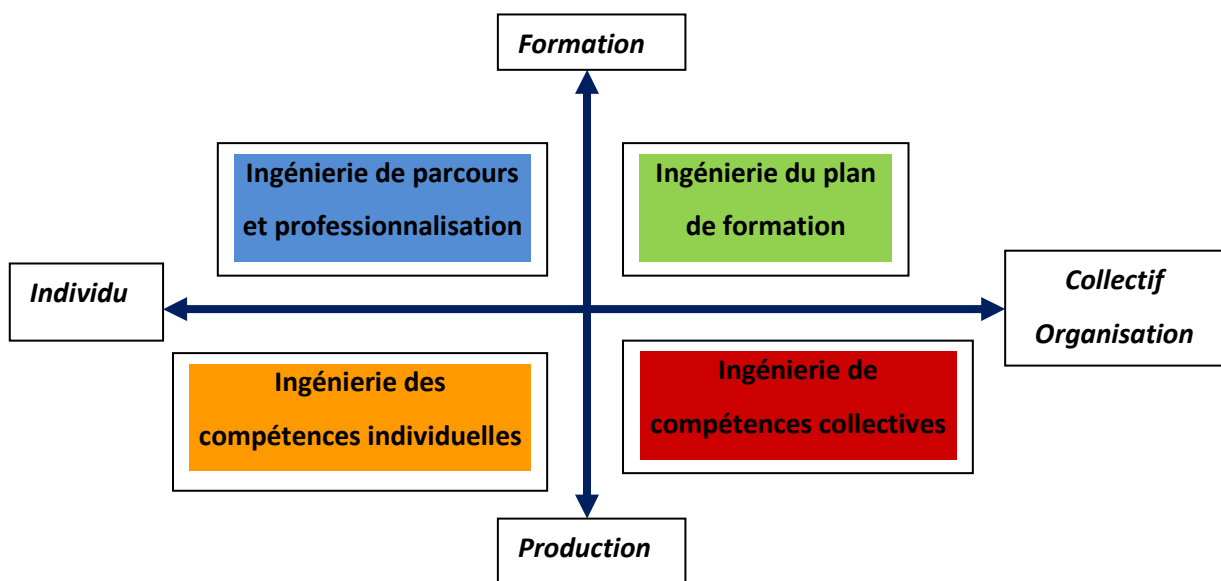 Formation
Ingénierie de parcours
et professionnalisation
Ingénierie du plan
de formation
Individu
Collectif
Organisation
Ingénierie des
compétences individuelles
Ingénierie de
compétences collectives
Production